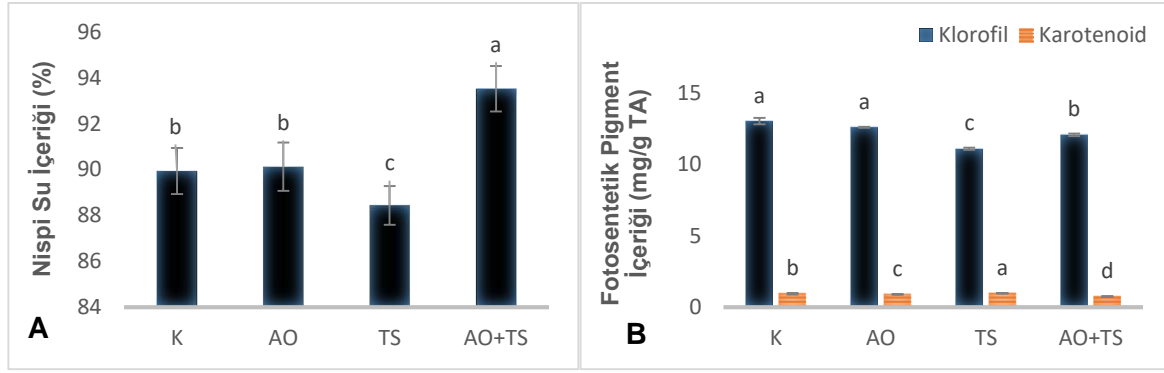 Nispi Su İçeriği (%)
96
94
92
90
88
86
84
b
b
c
a
K
AO
TS
AO+TS
A
Klorofil
Karotenoid
Fotosentetik Pigment
İçeriği (mg/g TA)
15
10
5
0
a
a
c
b
b
c
a
d
K
AO
TS
AO+TS
B